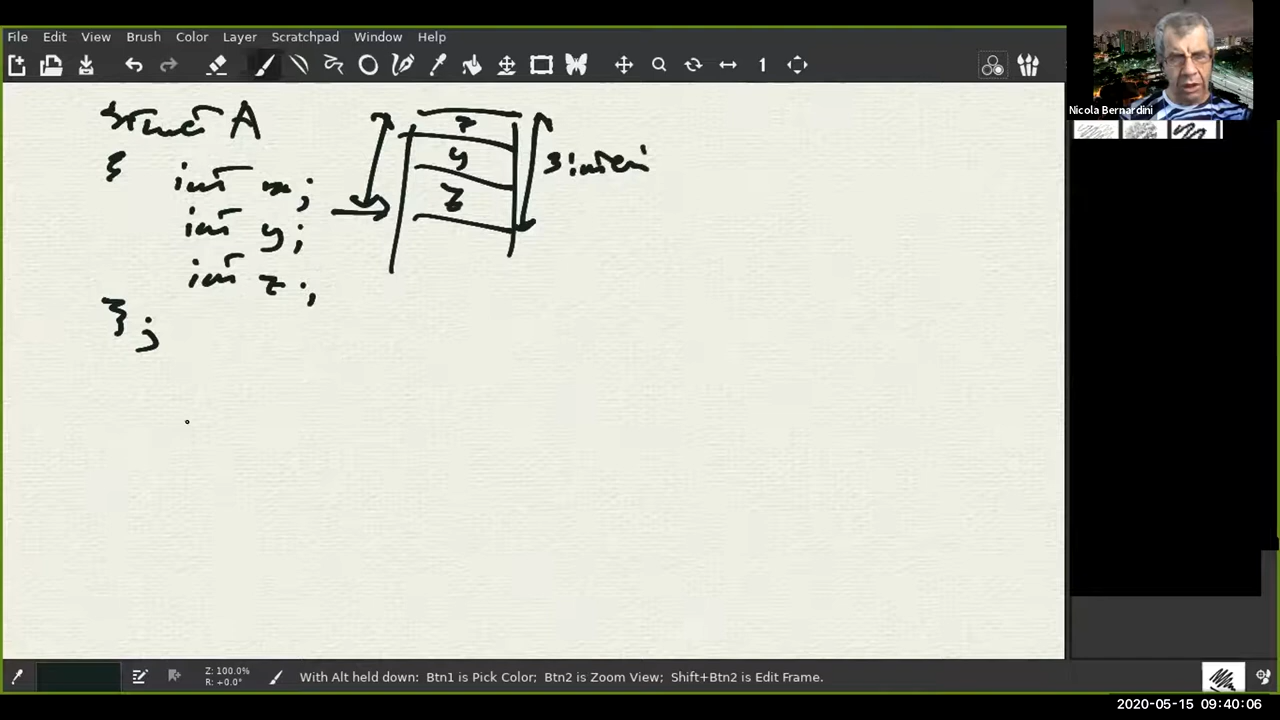 File Edit View Brush Color Layer Scratchpad Window Help
1
Nicola Bernardini
struct A
{ int x;
int y;
int z;
};
y
z
3 interi
Z: 100.0%
R: +0.0°
With Alt held down: Btn1 is Pick Color; Btn2 is Zoom View; Shift+Btn2 is Edit Frame.
2020-05-15 09:40:06